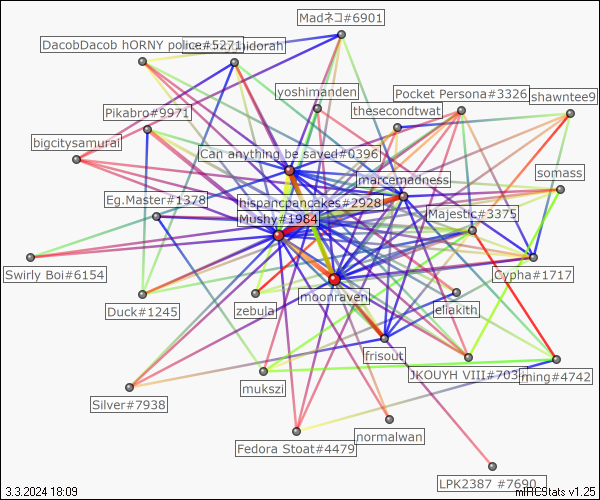 Madネコ#6901
DacobDacob hORNY police#5271
idorah
yoshimanden
Pocket Persona#3326
shawntee9
thesecondtwat
Pikabro#9971
bigcitysamurai
Can anything be saved#0396
marcemadness
somass
Eg.Master#1378
hispancpancakes#2928
Majestic#3375
Mushy#1984
Swirly Boi#6154
Cypha#1717
moonraven
Duck#1245
zebula
eliakith
frisout
JKOUYH VIII#703
ming#4742
mukszi
Silver#7938
normalwan
Fedora Stoat#4479
LPK2387 #7690
3.3.2024 18:09
mIRCStats v1.25